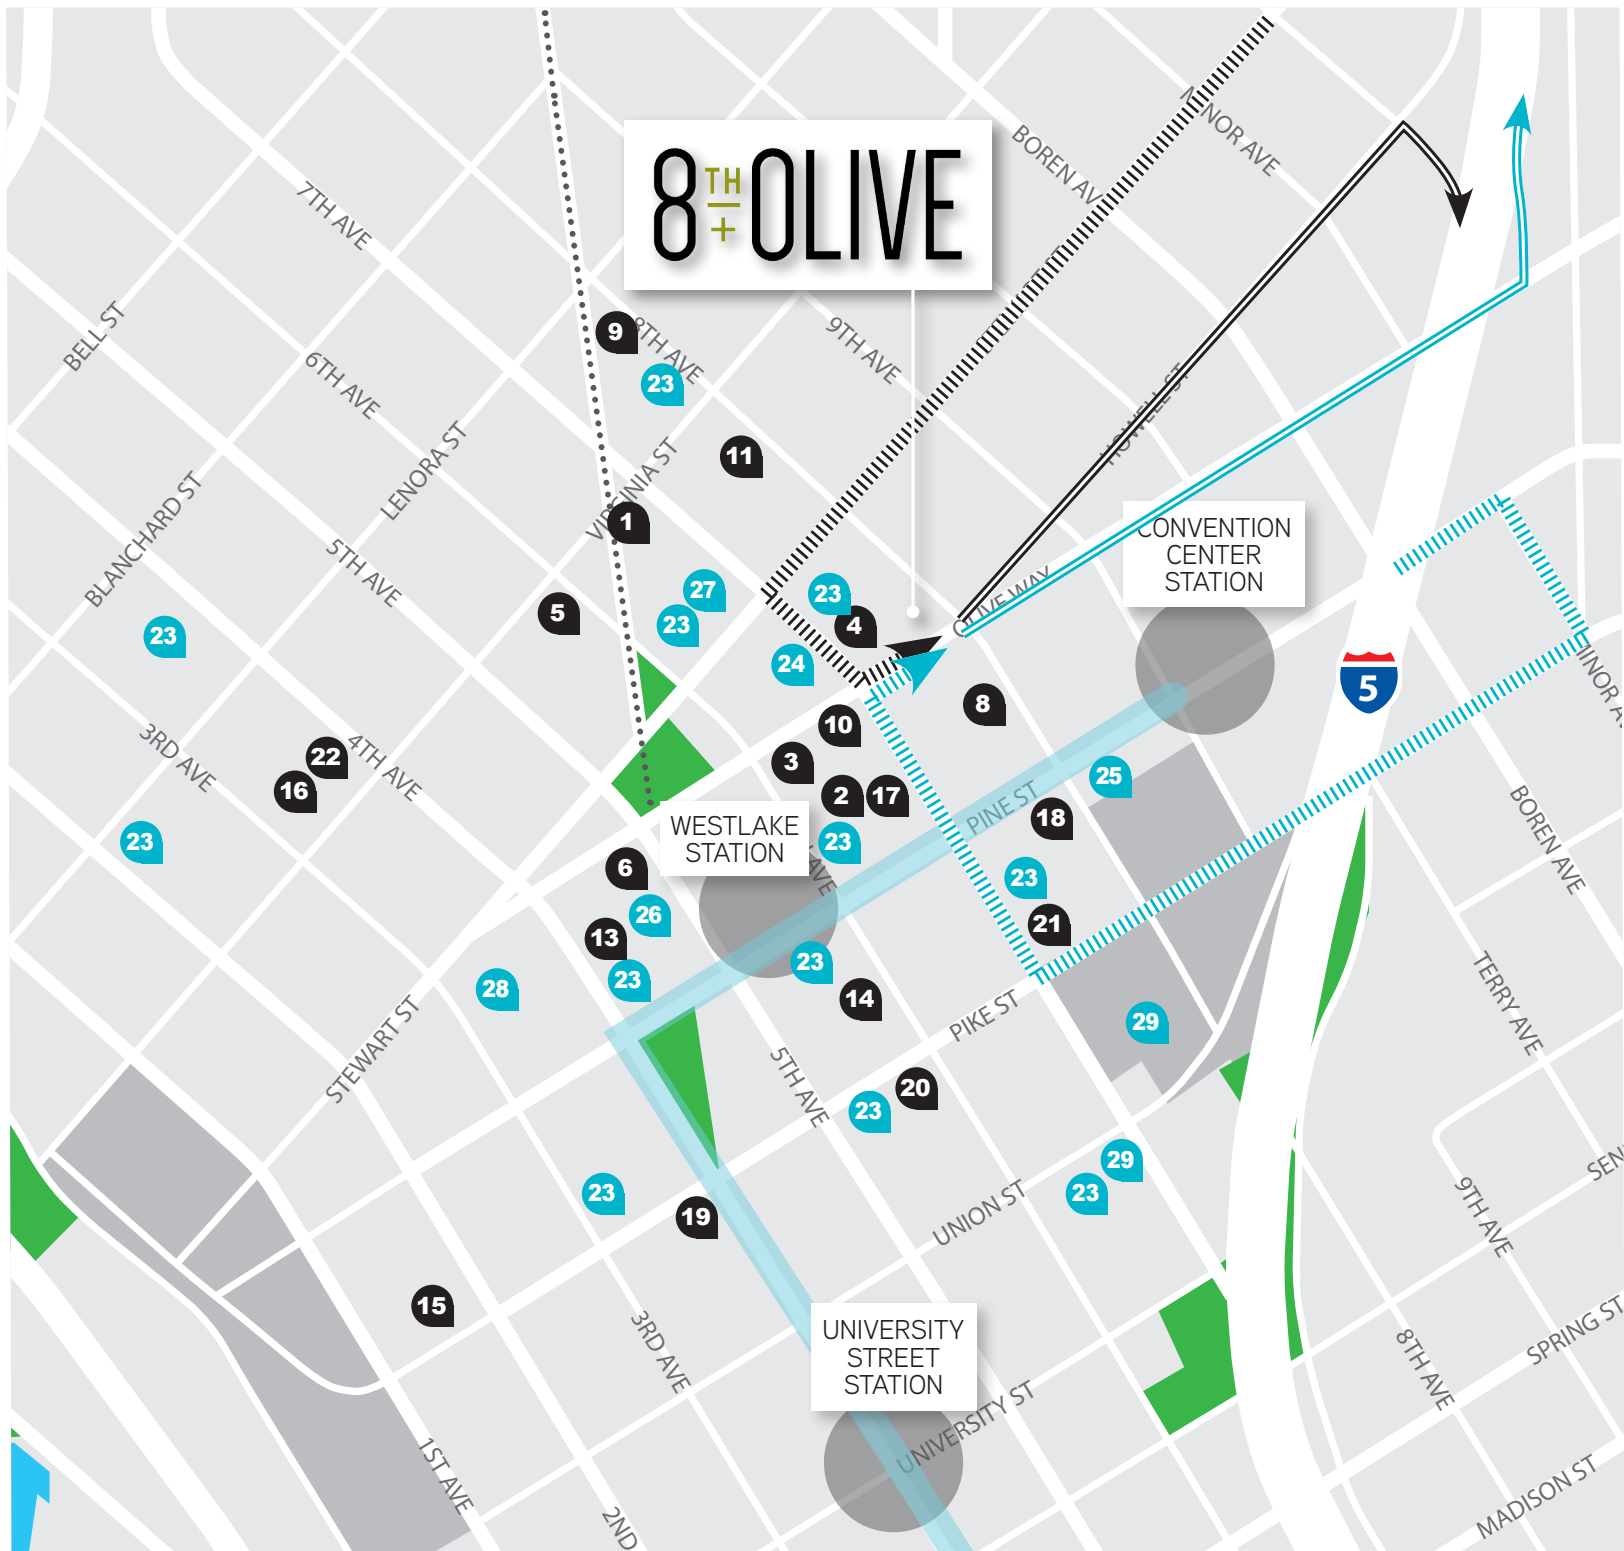 MINOR AVE
BOREN AV
8TH
+
OLIVE
7TH AVE
BELL ST
9
8TH AVE
9TH AVE
23
6TH AVE
HOWELL ST
LENORA ST
VIRGINIA ST
11
BLANCHARD ST
1
CONVENTION
CENTER
STATION
5TH AVE
27
23
OLIVE WAY
5
23
4
23
23
24
5
MINOR A
8
10
3RD AVE
4TH AVE
22
3
25
16
2
17
PINE ST
18
BOREN AVE
WESTLAKE
STATION
23
23
AVE
6
23
26
21
13
23
23
28
14
TERRY AVE
STEWART ST
PIKE ST
29
5TH AVE
20
23
29
SEN
23
23
19
UNION ST
9TH AVE
15
UNIVERSITY
STREET
STATION
3RD AVE
SPRING ST
8TH AVE
UNIVERSITY ST
1ST AVE
MADISON ST
2ND